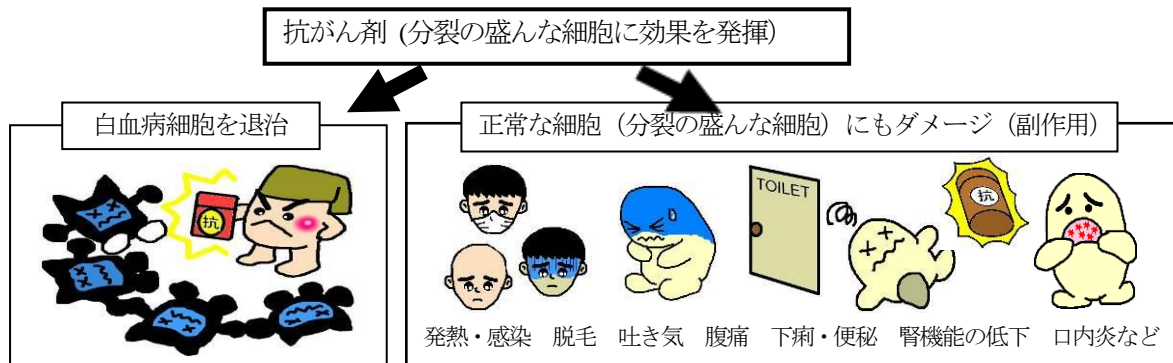 抗がん剤 (分裂の盛んな細胞に効果を発揮)
白血病細胞を退治
正常な細胞（分裂の盛んな細胞）にもダメージ（副作用）
抗
TOILET
抗
発熱・感染 脱毛 吐き気 腹痛 下痢・便秘 腎機能の低下 口内炎など